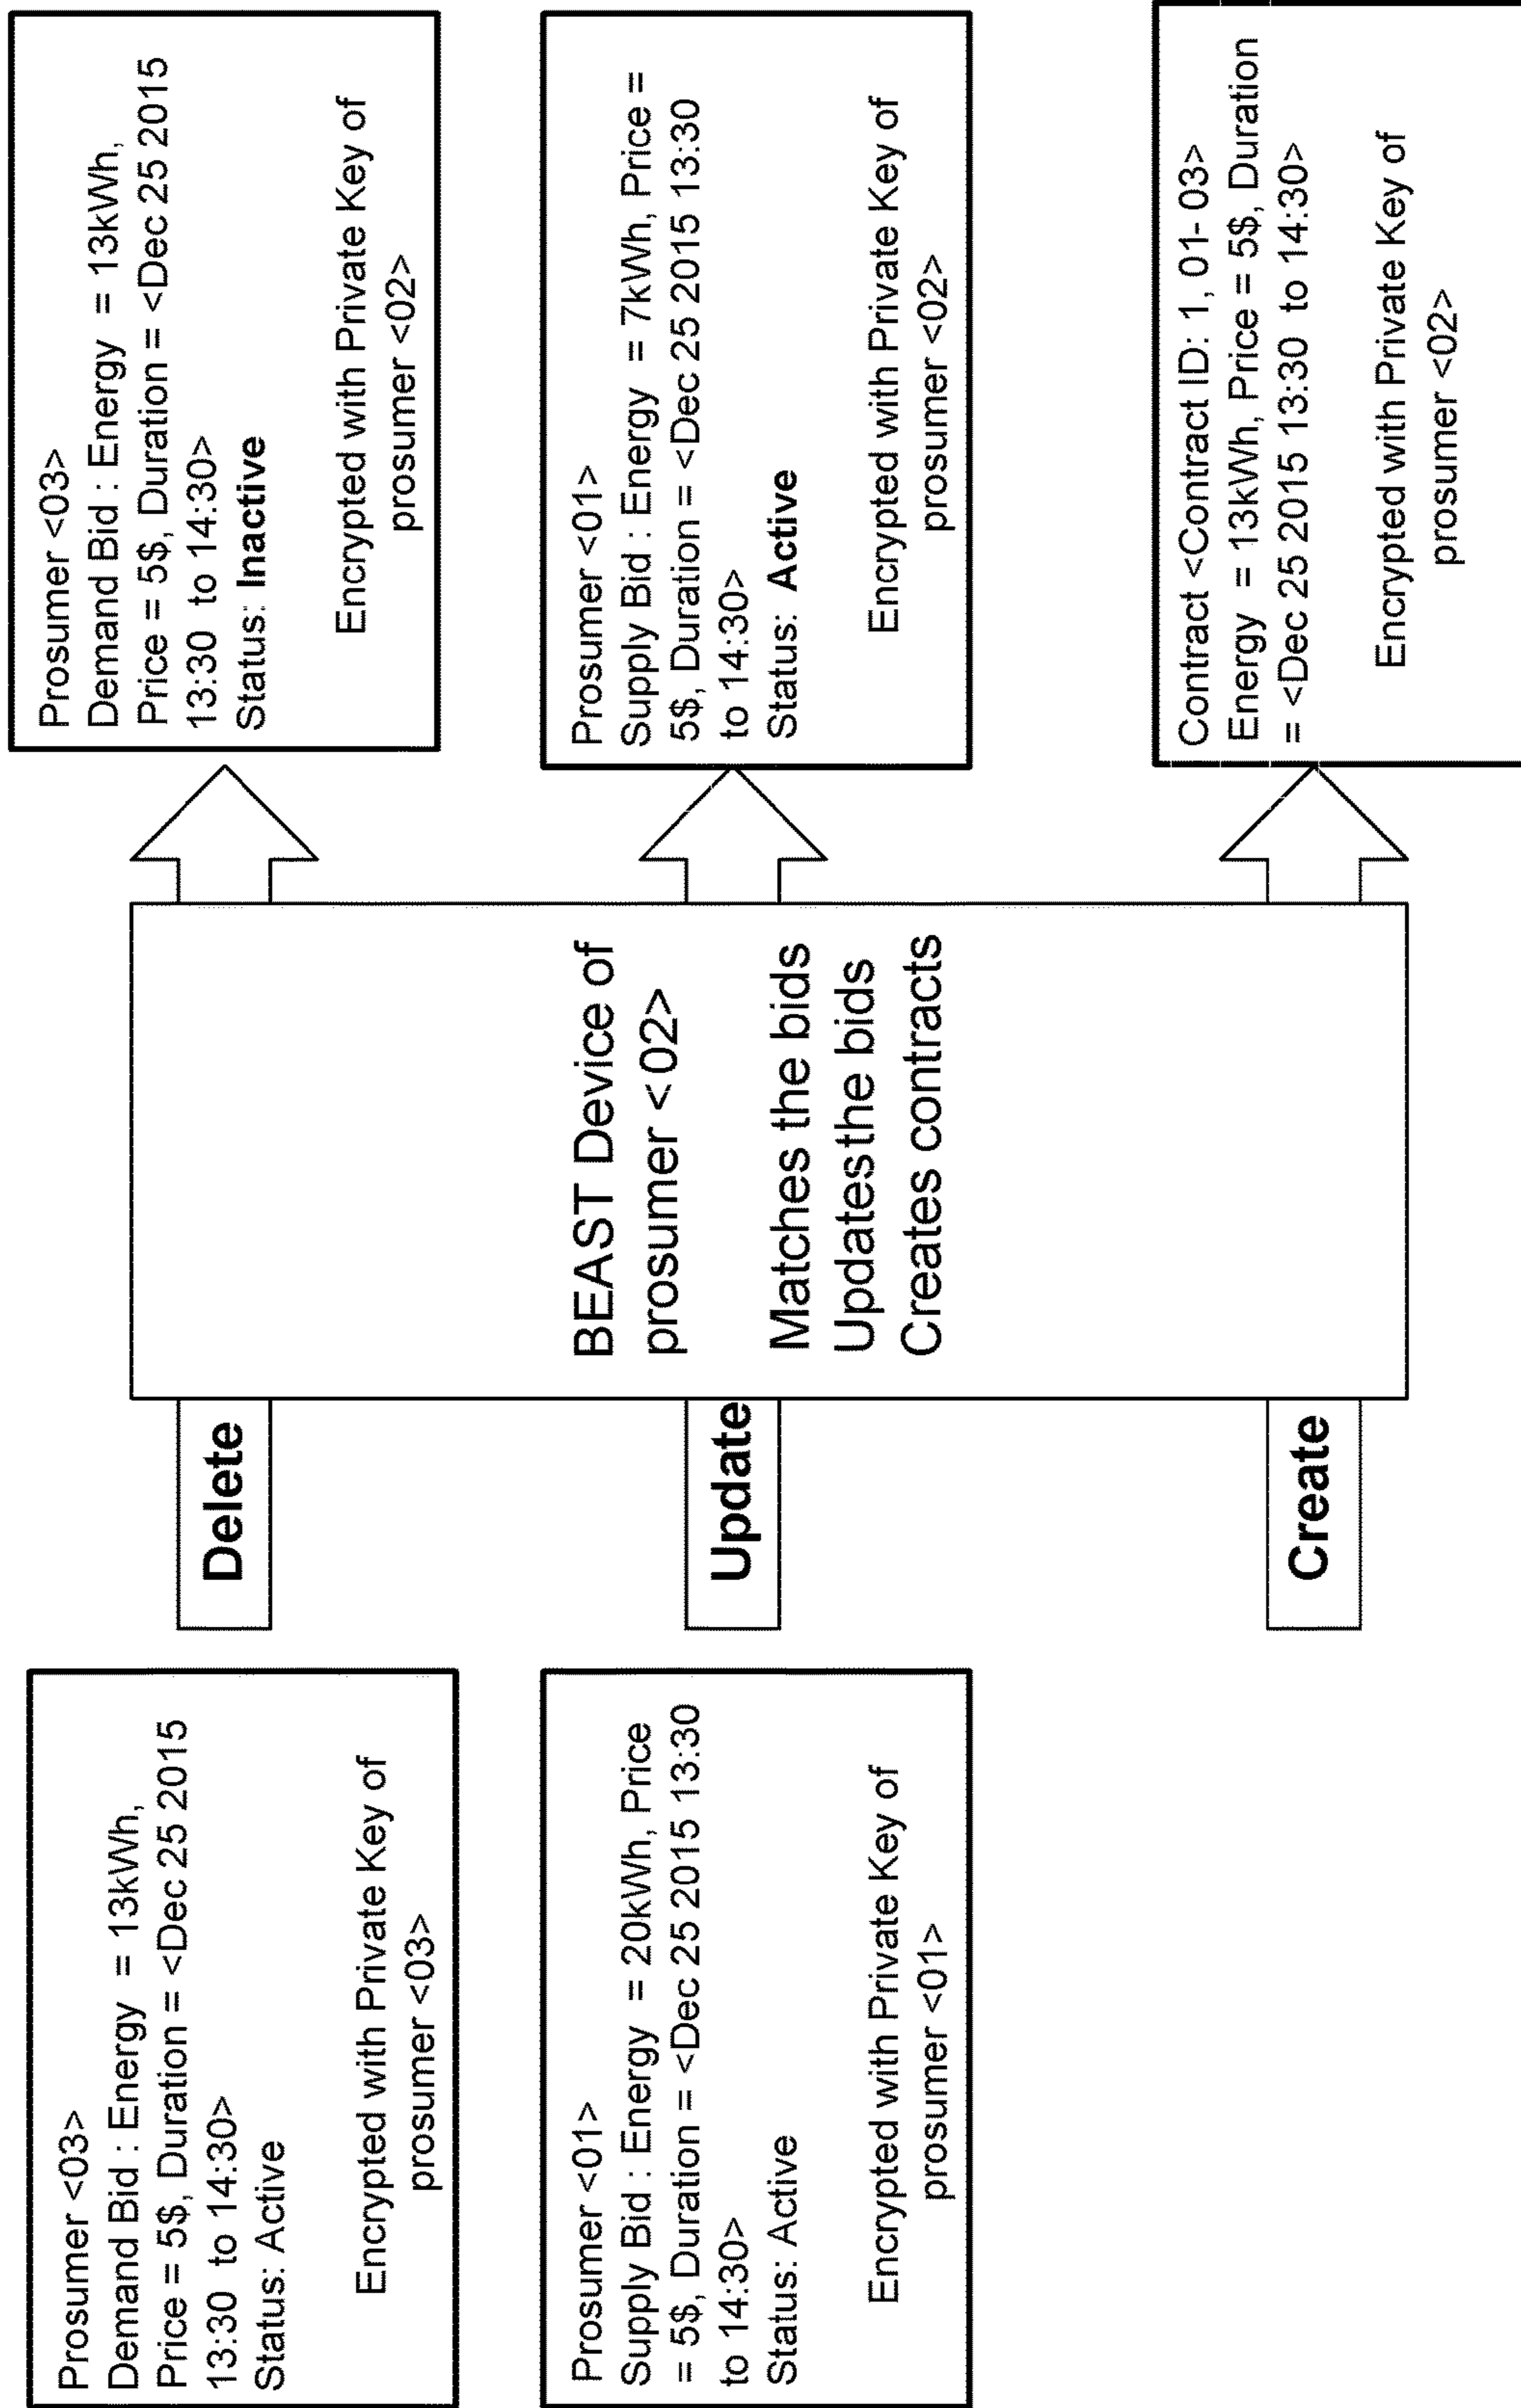 Prosumer <03>
Demand Bid : Energy = 13kWh,
Price = 5$, Duration = <Dec 25 2015
13:30 to 14:30>
Status: Active
Encrypted with Private Key of
prosumer <03>
Delete
Prosumer <03>
Demand Bid : Energy = 13kWh,
Price = 5$, Duration = <Dec 25 2015
13:30 to 14:30>
Status: Inactive
Encrypted with Private Key of
prosumer <02>
Prosumer <01>
Supply Bid : Energy = 20kWh, Price
= 5$, Duration = <Dec 25 2015 13:30
to 14:30>
Status: Active
Encrypted with Private Key of
prosumer <01>
Update
BEAST Device of
prosumer <02>
Matches the bids
Updatesthe bids
Creates contracts
Prosumer <01>
Supply Bid : Energy = 7kWh, Price =
5$, Duration = <Dec 25 2015 13:30
to 14:30>
Status: Active
Encrypted with Private Key of
prosumer <02>
Create
Contract <Contract ID: 1, 01- 03>
Energy = 13kWh, Price = 5$, Duration
= <Dec 25 2015 13:30 to 14:30>
Encrypted with Private Key of
prosumer <02>